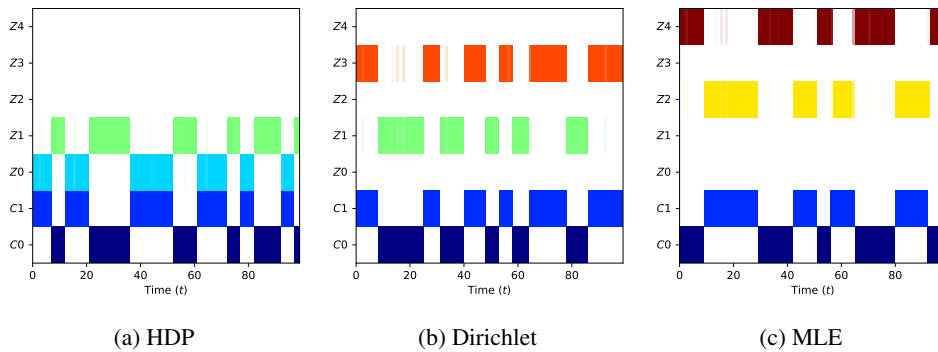 Z4
Z3
Z2
Z1
Z0
C1
C0
0 20 40 60 80
Time (t)
(a) HDP
Z4
Z3
Z2
Z1
Z0
C1
C0
0 20 40 60 80
Time (t)
(b) Dirichlet
Z4
Z3
Z2
Z1
Z0
C1
C0
0 20 40 60 80
Time (t)
(c) MLE